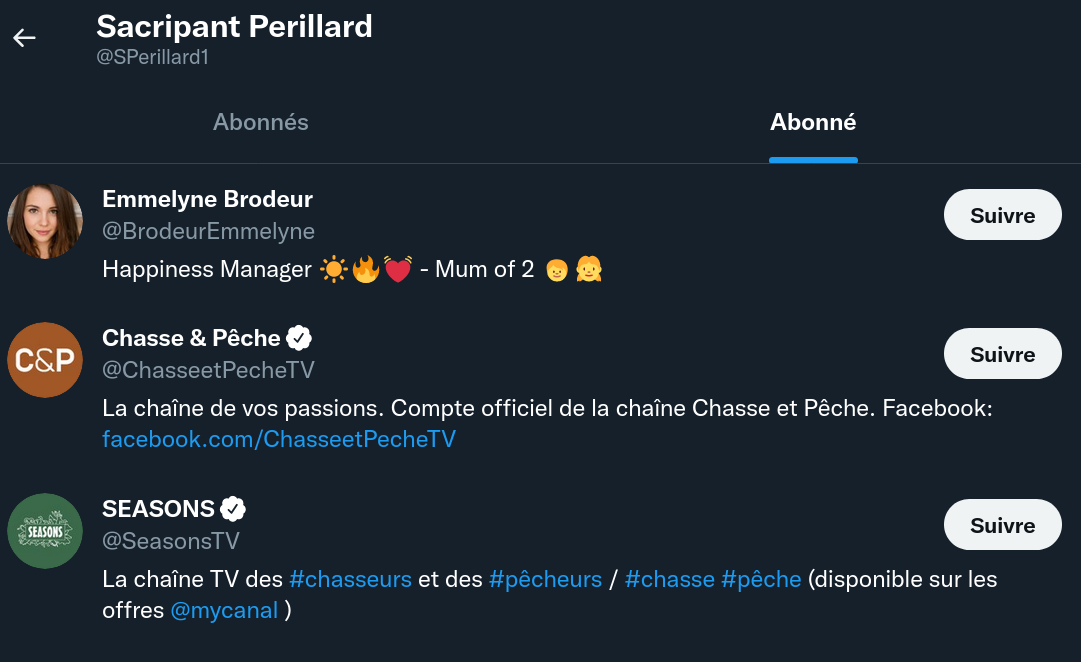 Sacripant Perillard
@SPerillard1
Abonnés
Abonné
Emmelyne Brodeur
@BrodeurEmmelyne
Suivre
Happiness Manager ☀️🔥💓 - Mum of 2 👦👧
C&P
Chasse & Pêche
@ChasseetPecheTV
Suivre
La chaîne de vos passions. Compte officiel de la chaîne Chasse et Pêche. Facebook:
facebook.com/ChasseetPecheTV
SEASONS
SEASONS
@SeasonsTV
Suivre
La chaîne TV des #chasseurs et des #pêcheurs / #chasse #pêche (disponible sur les
offres @mycanal )